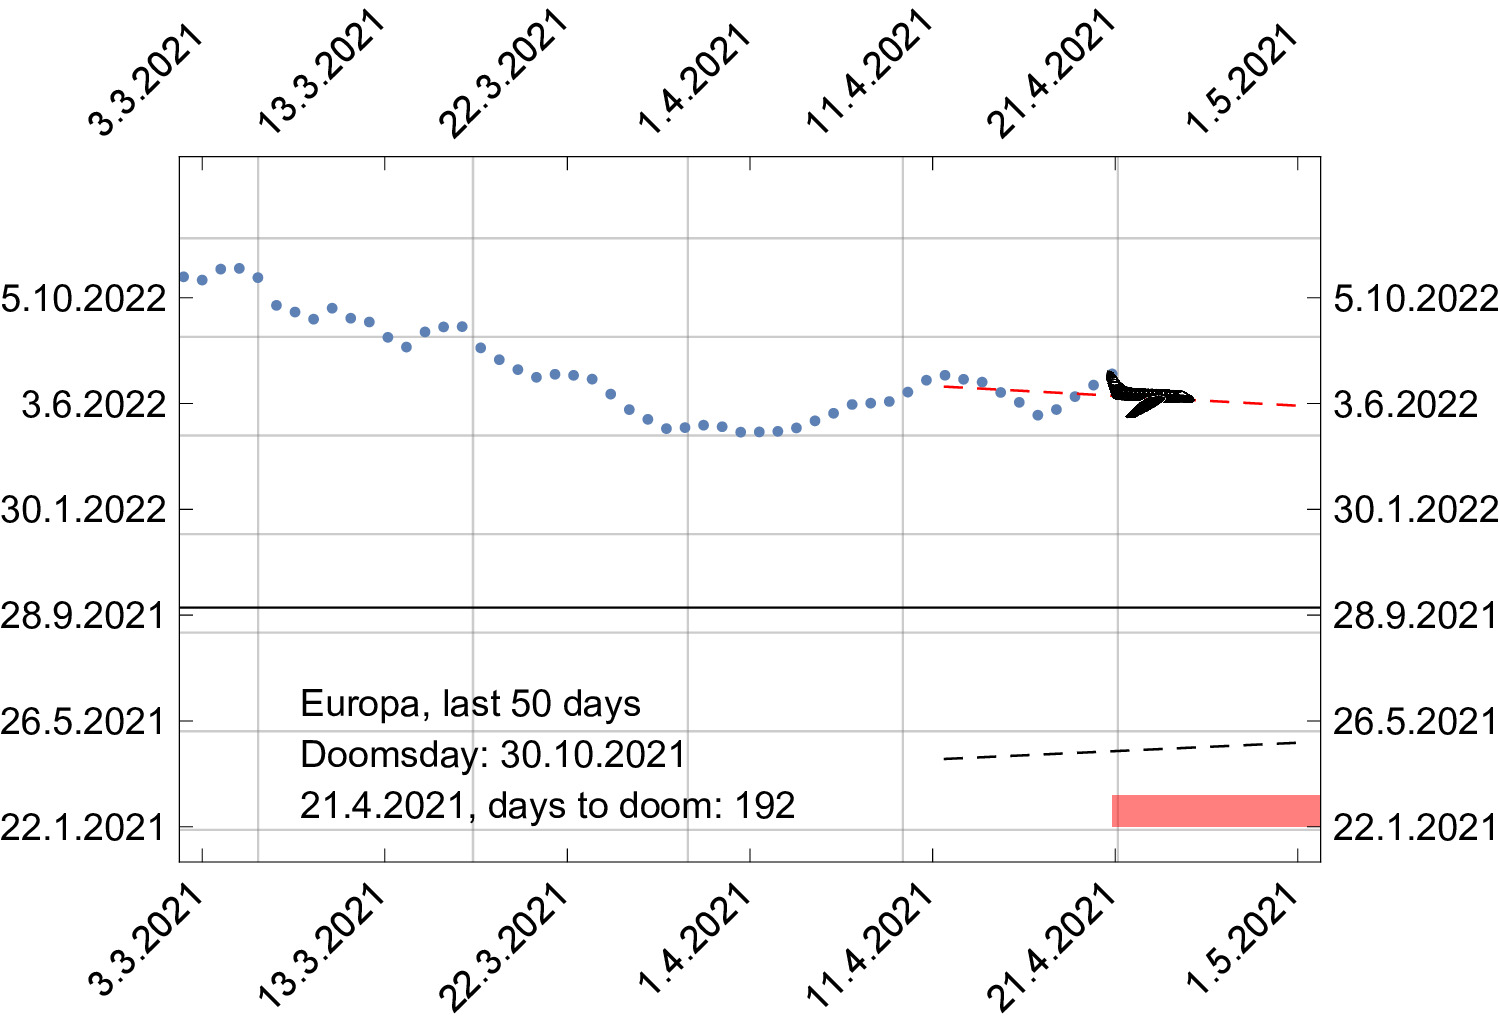 3.3.2021 13.3.2021 22.3.2021 1.4.2021 11.4.2021 21.4.2021 1.5.2021
5.10.2022 5.10.2022
3.6.2022 3.6.2022
30.1.2022 30.1.2022
28.9.2021 28.9.2021
Europa, last 50 days
26.5.2021 26.5.2021
Doomsday: 30.10.2021
21.4.2021, days to doom: 192
22.1.2021 22.1.2021
3.3.2021 13.3.2021 22.3.2021 1.4.2021 11.4.2021 21.4.2021 1.5.2021